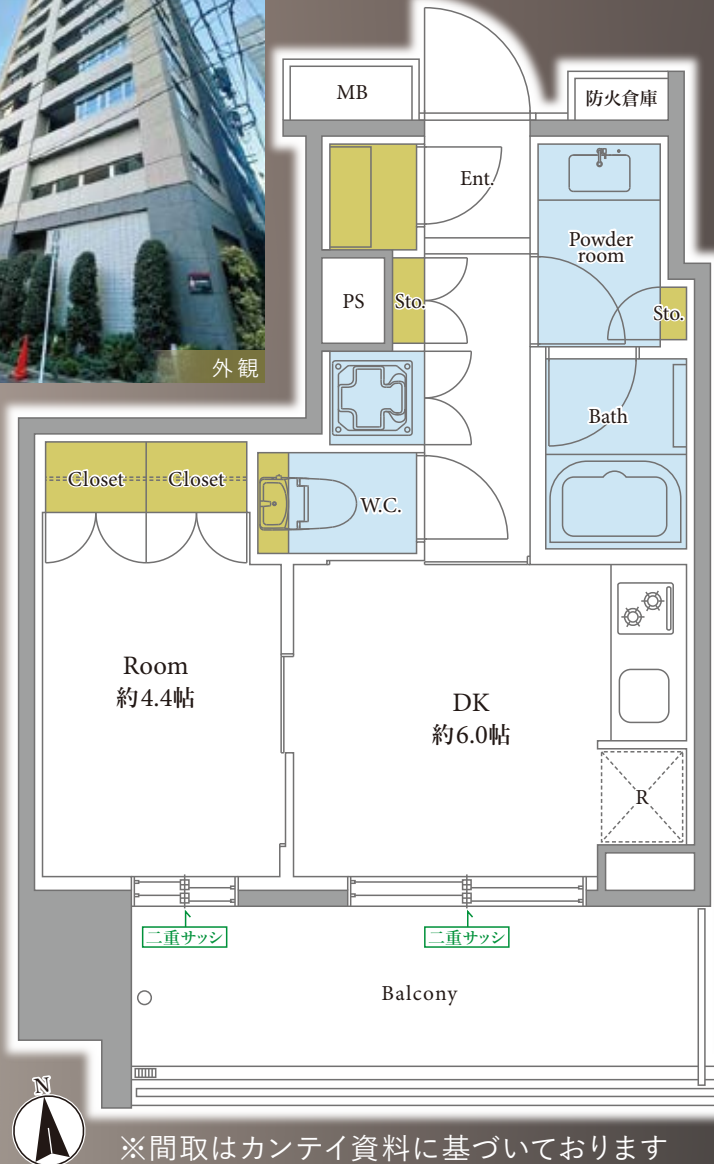 外観
MB
防火倉庫
Ent.
Powder
room
PS
Sto.
Sto.
Bath
Closet
Closet
W.C.
Room
約4.4帖
DK
約6.0帖
R
二重サッシ
二重サッシ
Balcony
N
※間取はカンテイ資料に基づいております